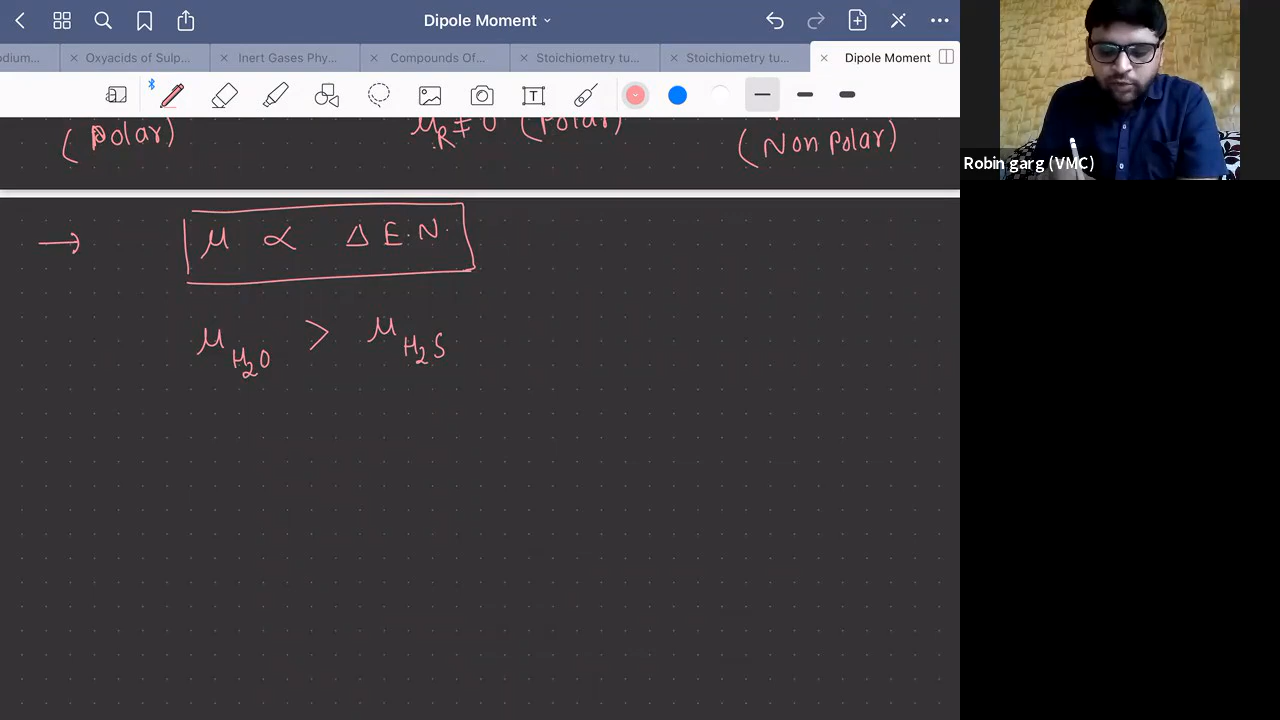 Dipole Moment
odium...
Oxyacids of Sulp...
Inert Gases Phy...
Compounds Of...
Stoichiometry tu...
Stoichiometry tu...
Dipole Moment
T
(Polar)
μR ≠ 0 (Polar)
(Non Polar)
Robin garg (VMC)
→ μ ∝ Δ E.N.
μH₂O > μH₂S